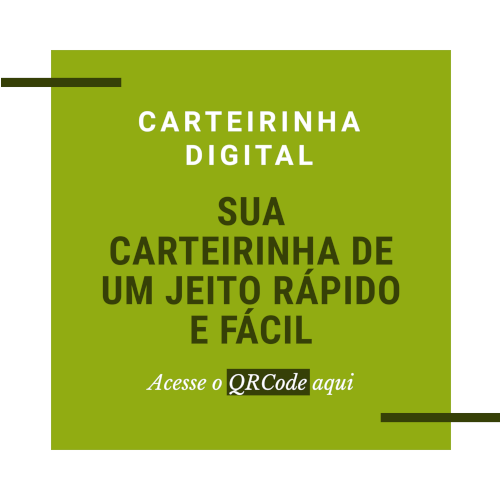 CARTEIRINHA
DIGITAL
SUA
CARTEIRINHA DE
UM JEITO RÁPIDO
E FÁCIL
Acesse o QRCode aqui